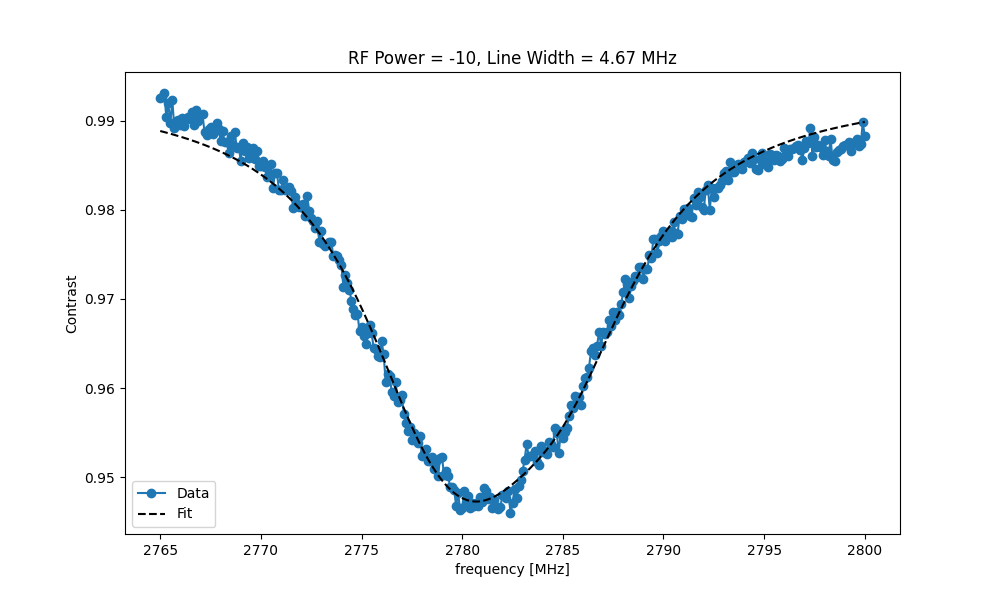 RF Power = -10, Line Width = 4.67 MHz
0.99
0.98
0.97
0.96
0.95
Contrast
Data
Fit
2765 2770 2775 2780 2785 2790 2795 2800
frequency [MHz]